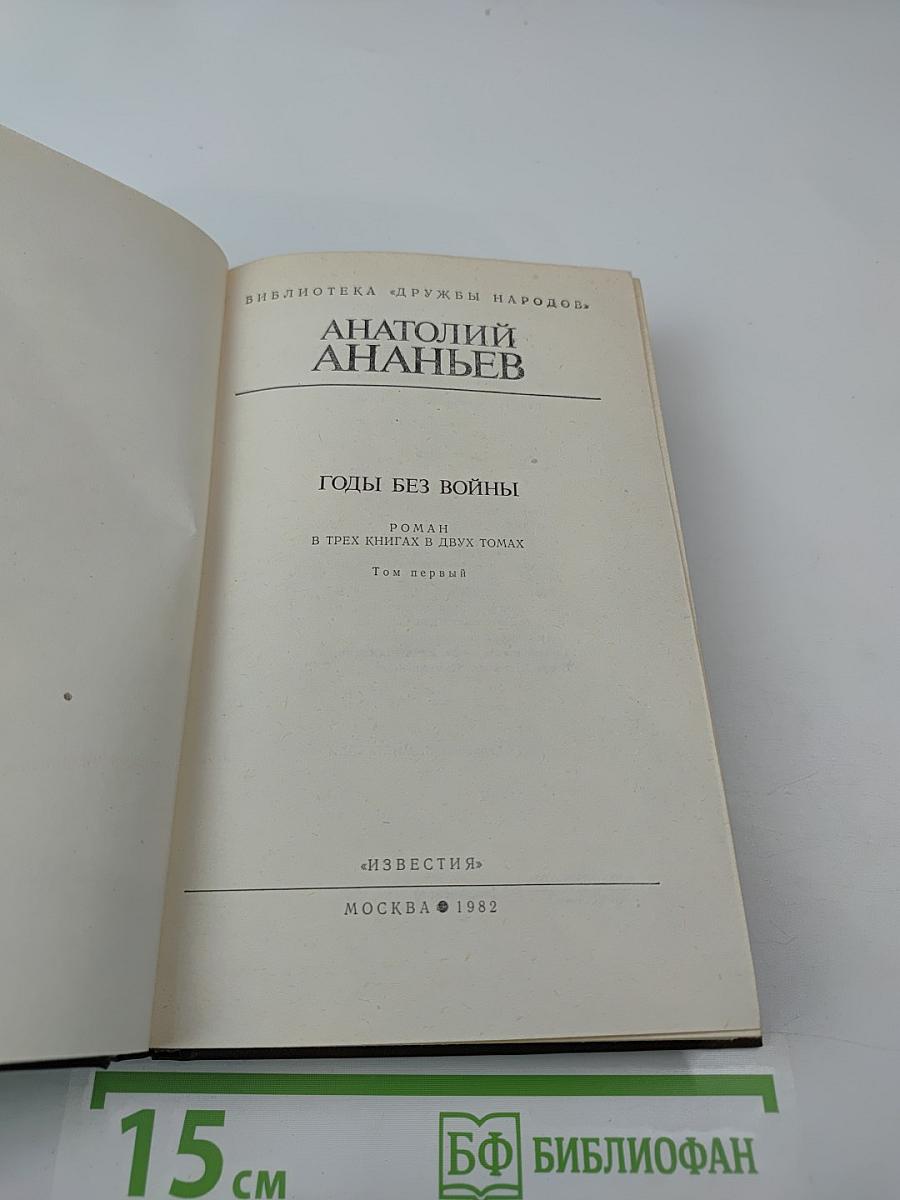 БИБЛИОТЕКА «ДРУЖБЫ НАРОДОВ»
АНАТОЛИЙ
АНАНЬЕВ
ГОДЫ БЕЗ ВОЙНЫ
РОМАН
В ТРЕХ КНИГАХ В ДВУХ ТОМАХ
Том первый
«ИЗВЕСТИЯ»
МОСКВА 1982
15 см
БФ БИБЛИОФАН